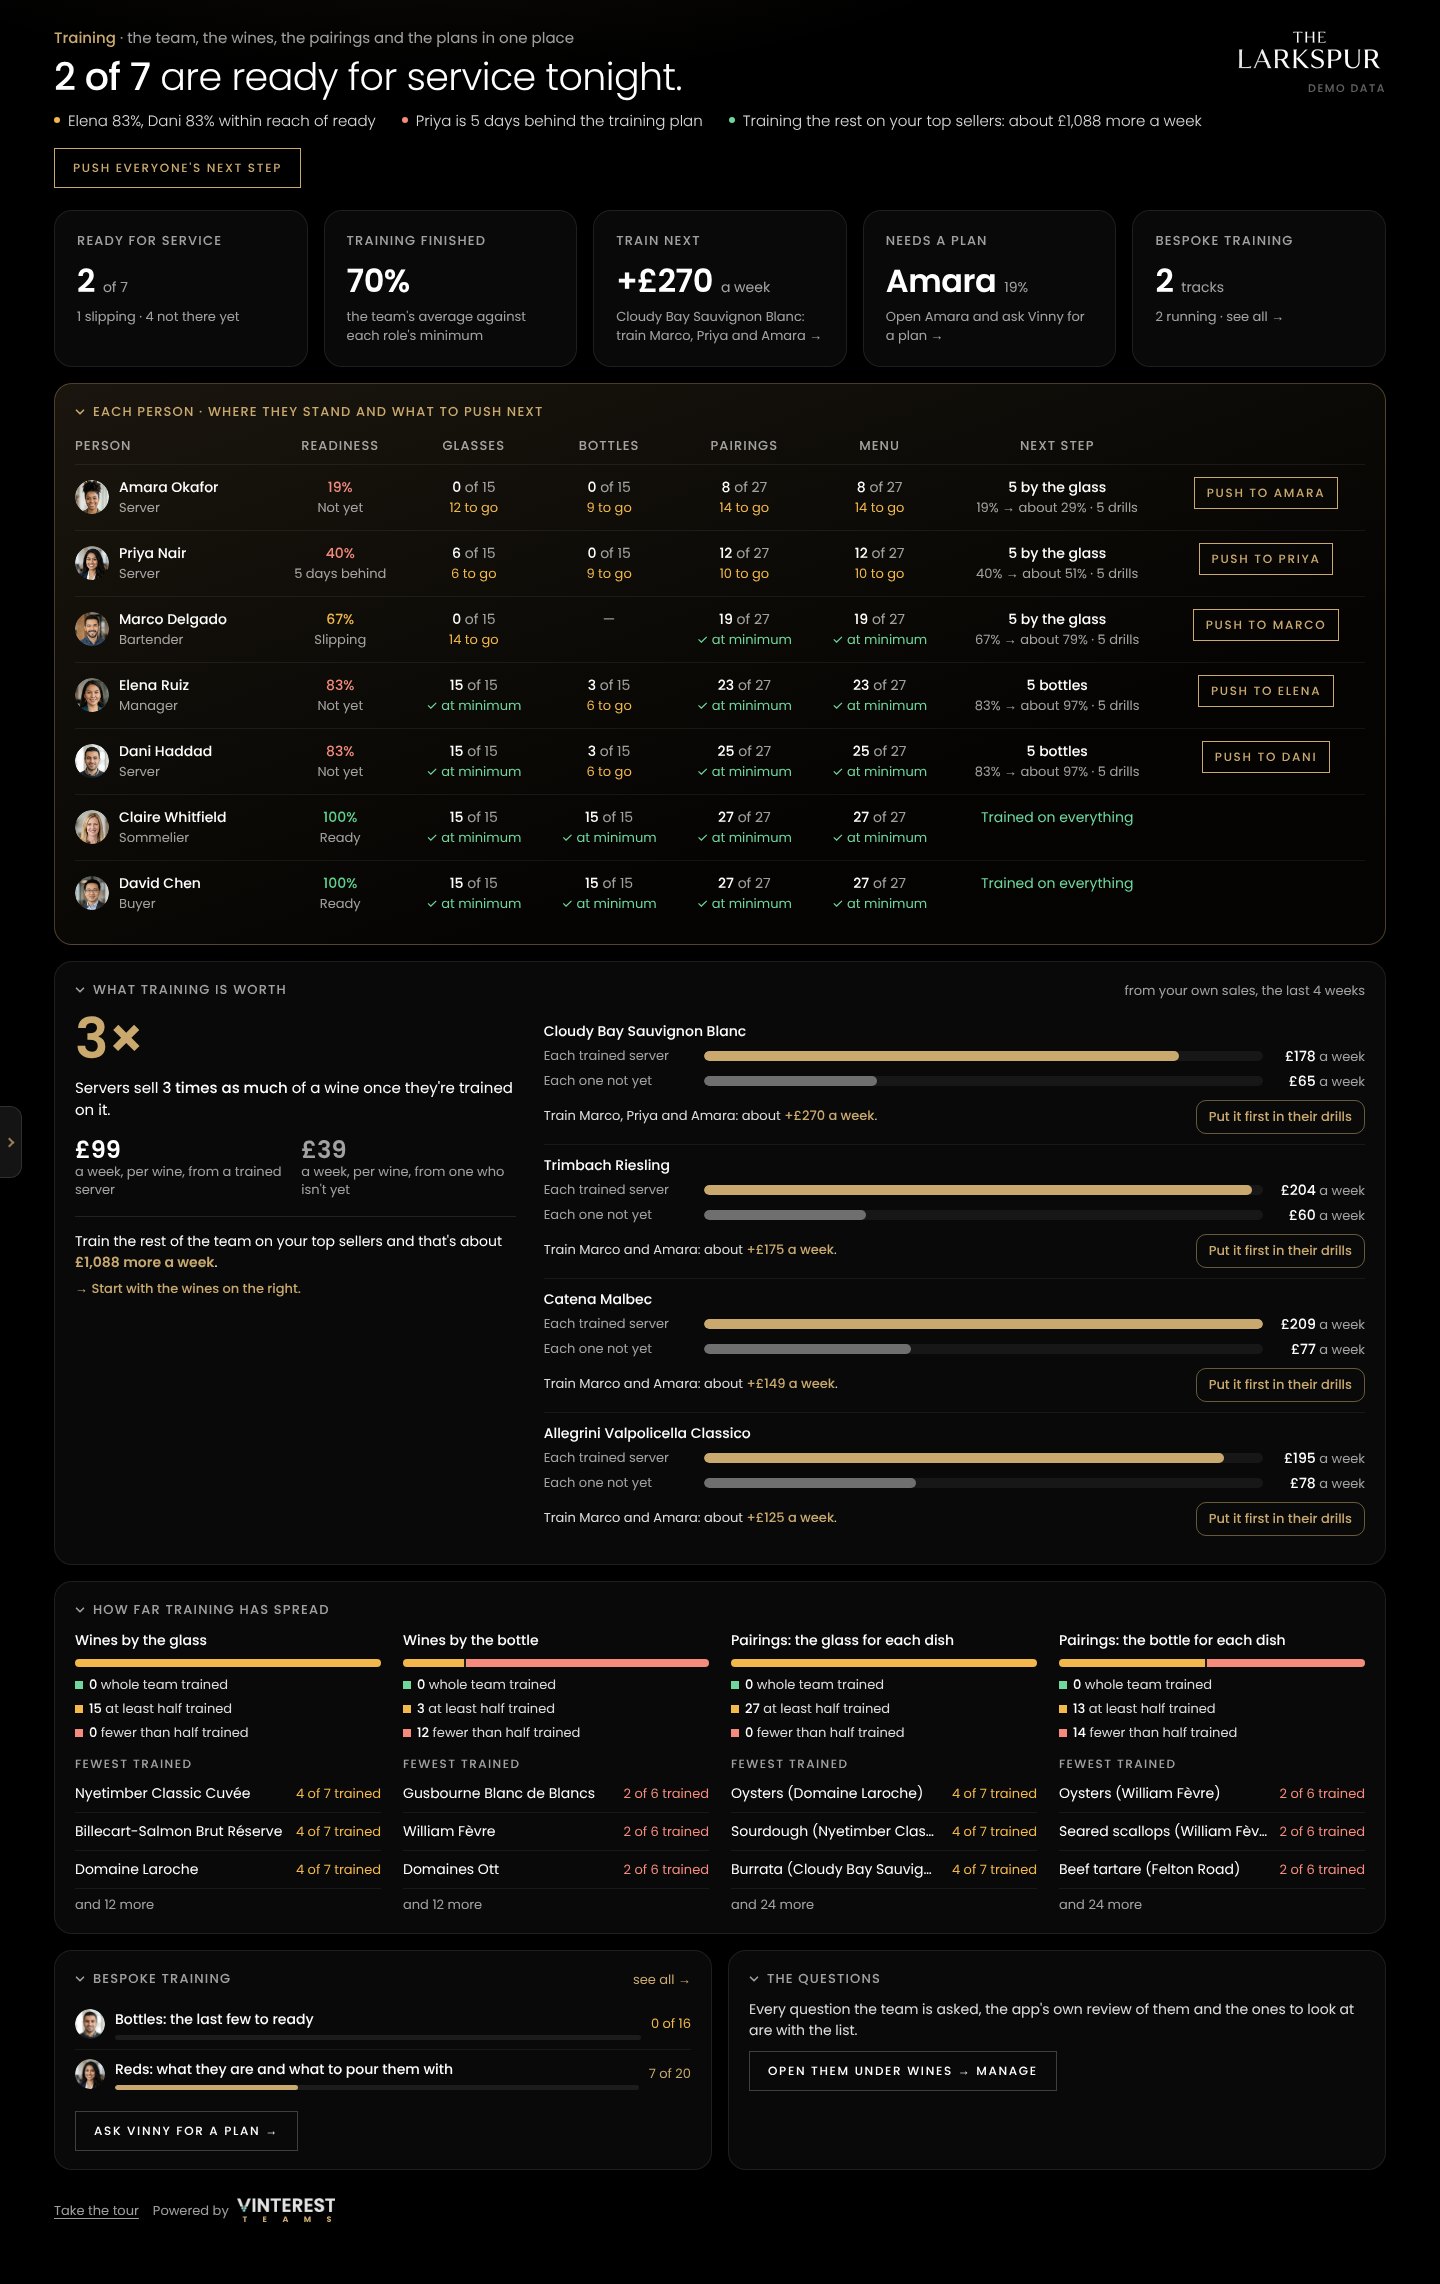 Training · the team, the wines, the pairings and the plans in one place
THE
LARKSPUR
DEMO DATA
2 of 7 are ready for service tonight.
Elena 83%, Dani 83% within reach of ready
Priya is 5 days behind the training plan
Training the rest on your top sellers: about £1,088 more a week
PUSH EVERYONE'S NEXT STEP
READY FOR SERVICE
2 of 7
1 slipping · 4 not there yet
TRAINING FINISHED
70%
the team's average against
each role's minimum
TRAIN NEXT
+£270 a week
Cloudy Bay Sauvignon Blanc:
train Marco, Priya and Amara →
NEEDS A PLAN
Amara 19%
Open Amara and ask Vinny for
a plan →
BESPOKE TRAINING
2 tracks
2 running · see all →
EACH PERSON · WHERE THEY STAND AND WHAT TO PUSH NEXT
PERSON READINESS GLASSES BOTTLES PAIRINGS MENU NEXT STEP
Amara Okafor 19% 0 of 15 0 of 15 8 of 27 8 of 27 5 by the glass PUSH TO AMARA
Server Not yet 12 to go 9 to go 14 to go 14 to go 19% → about 29% · 5 drills
Priya Nair 40% 6 of 15 0 of 15 12 of 27 12 of 27 5 by the glass PUSH TO PRIYA
Server 5 days behind 6 to go 9 to go 10 to go 10 to go 40% → about 51% · 5 drills
Marco Delgado 67% 0 of 15 — 19 of 27 19 of 27 5 by the glass PUSH TO MARCO
Bartender Slipping 14 to go ✓ at minimum ✓ at minimum 67% → about 79% · 5 drills
Elena Ruiz 83% 15 of 15 3 of 15 23 of 27 23 of 27 5 bottles PUSH TO ELENA
Manager Not yet ✓ at minimum 6 to go ✓ at minimum ✓ at minimum 83% → about 97% · 5 drills
Dani Haddad 83% 15 of 15 3 of 15 25 of 27 25 of 27 5 bottles PUSH TO DANI
Server Not yet ✓ at minimum 6 to go ✓ at minimum ✓ at minimum 83% → about 97% · 5 drills
Claire Whitfield 100% 15 of 15 15 of 15 27 of 27 27 of 27 Trained on everything
Sommelier Ready ✓ at minimum ✓ at minimum ✓ at minimum ✓ at minimum
David Chen 100% 15 of 15 15 of 15 27 of 27 27 of 27 Trained on everything
Buyer Ready ✓ at minimum ✓ at minimum ✓ at minimum ✓ at minimum
WHAT TRAINING IS WORTH
from your own sales, the last 4 weeks
3×
Servers sell 3 times as much of a wine once they're trained
on it.
£99
a week, per wine, from a trained
server
£39
a week, per wine, from one who
isn't yet
Train the rest of the team on your top sellers and that's about
£1,088 more a week.
→ Start with the wines on the right.
Cloudy Bay Sauvignon Blanc
Each trained server £178 a week
Each one not yet £65 a week
Train Marco, Priya and Amara: about +£270 a week. Put it first in their drills
Trimbach Riesling
Each trained server £204 a week
Each one not yet £60 a week
Train Marco and Amara: about +£175 a week. Put it first in their drills
Catena Malbec
Each trained server £209 a week
Each one not yet £77 a week
Train Marco and Amara: about +£149 a week. Put it first in their drills
Allegrini Valpolicella Classico
Each trained server £195 a week
Each one not yet £78 a week
Train Marco and Amara: about +£125 a week. Put it first in their drills
HOW FAR TRAINING HAS SPREAD
Wines by the glass
0 whole team trained
15 at least half trained
0 fewer than half trained
FEWEST TRAINED
Nyetimber Classic Cuvée 4 of 7 trained
Billecart-Salmon Brut Réserve 4 of 7 trained
Domaine Laroche 4 of 7 trained
and 12 more
Wines by the bottle
0 whole team trained
3 at least half trained
12 fewer than half trained
FEWEST TRAINED
Gusbourne Blanc de Blancs 2 of 6 trained
William Fèvre 2 of 6 trained
Domaines Ott 2 of 6 trained
and 12 more
Pairings: the glass for each dish
0 whole team trained
27 at least half trained
0 fewer than half trained
FEWEST TRAINED
Oysters (Domaine Laroche) 4 of 7 trained
Sourdough (Nyetimber Clas… 4 of 7 trained
Burrata (Cloudy Bay Sauvig… 4 of 7 trained
and 24 more
Pairings: the bottle for each dish
0 whole team trained
13 at least half trained
14 fewer than half trained
FEWEST TRAINED
Oysters (William Fèvre) 2 of 6 trained
Seared scallops (William Fèv… 2 of 6 trained
Beef tartare (Felton Road) 2 of 6 trained
and 24 more
BESPOKE TRAINING
see all →
Bottles: the last few to ready 0 of 16
Reds: what they are and what to pour them with 7 of 20
ASK VINNY FOR A PLAN →
THE QUESTIONS
Every question the team is asked, the app's own review of them and the ones to look at
are with the list.
OPEN THEM UNDER WINES → MANAGE
Take the tour Powered by VINTEREST
TEAMS